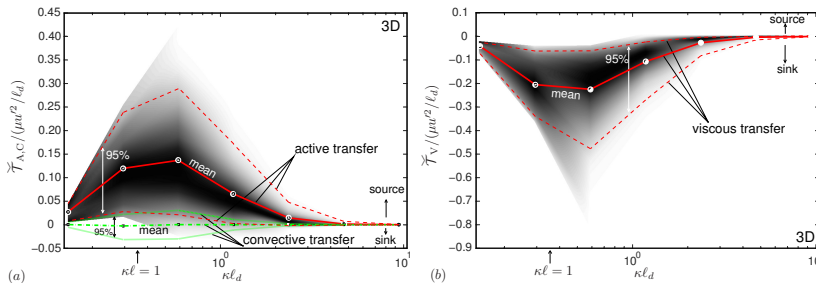 0.45
0.40
0.35
0.30
0.25
0.20
0.15
0.10
0.05
0
-0.05
𝒯̆A,C/(μu′²/ℓd)
3D
95%
mean
active transfer
source
sink
95%
mean
convective transfer
10⁰
10¹
(a)
κℓ = 1
κℓd
0.1
0
-0.1
-0.2
-0.3
-0.4
-0.5
-0.6
-0.7
-0.8
-0.9
𝒯̆V/(μu′²/ℓd)
source
95%
sink
mean
viscous transfer
3D
10⁰
10¹
(b)
κℓ = 1
κℓd